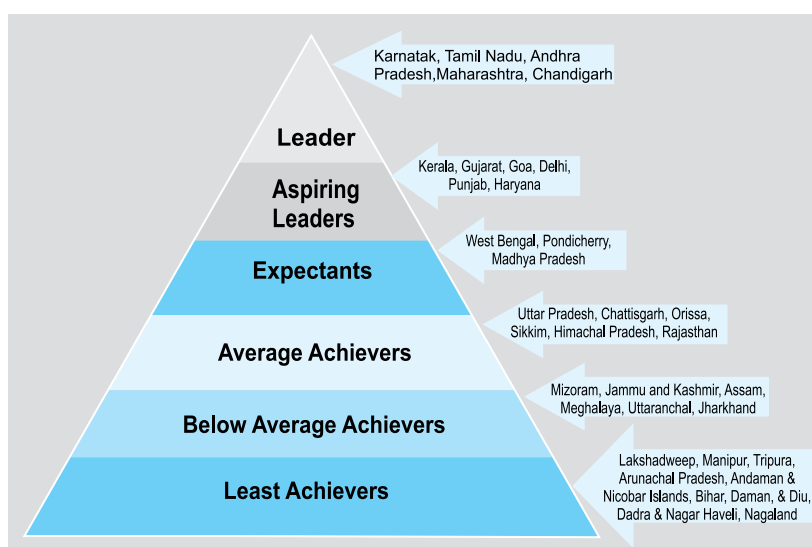 Karnatak, Tamil Nadu, Andhra
Pradesh,Maharashtra, Chandigarh
Leader
Kerala, Gujarat, Goa, Delhi,
Punjab, Haryana
Aspiring
Leaders
West Bengal, Pondicherry,
Madhya Pradesh
Expectants
Uttar Pradesh, Chattisgarh, Orissa,
Sikkim, Himachal Pradesh, Rajasthan
Average Achievers
Mizoram, Jammu and Kashmir, Assam,
Meghalaya, Uttaranchal, Jharkhand
Below Average Achievers
Lakshadweep, Manipur, Tripura,
Arunachal Pradesh, Andaman &
Nicobar Islands, Bihar, Daman, & Diu,
Dadra & Nagar Haveli, Nagaland
Least Achievers